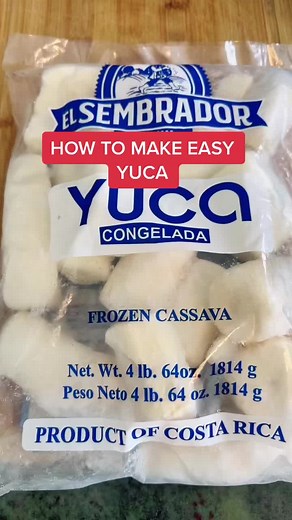 EL SEMBRADOR
HOW TO MAKE EASY
YUCA
YUCA
CONGELADA
FROZEN CASSAVA
Net. Wt. 4 lb. 64oz. 1814 g
Peso Neto 4 lb. 64 oz. 1814 g
PRODUCT OF COSTA RICA